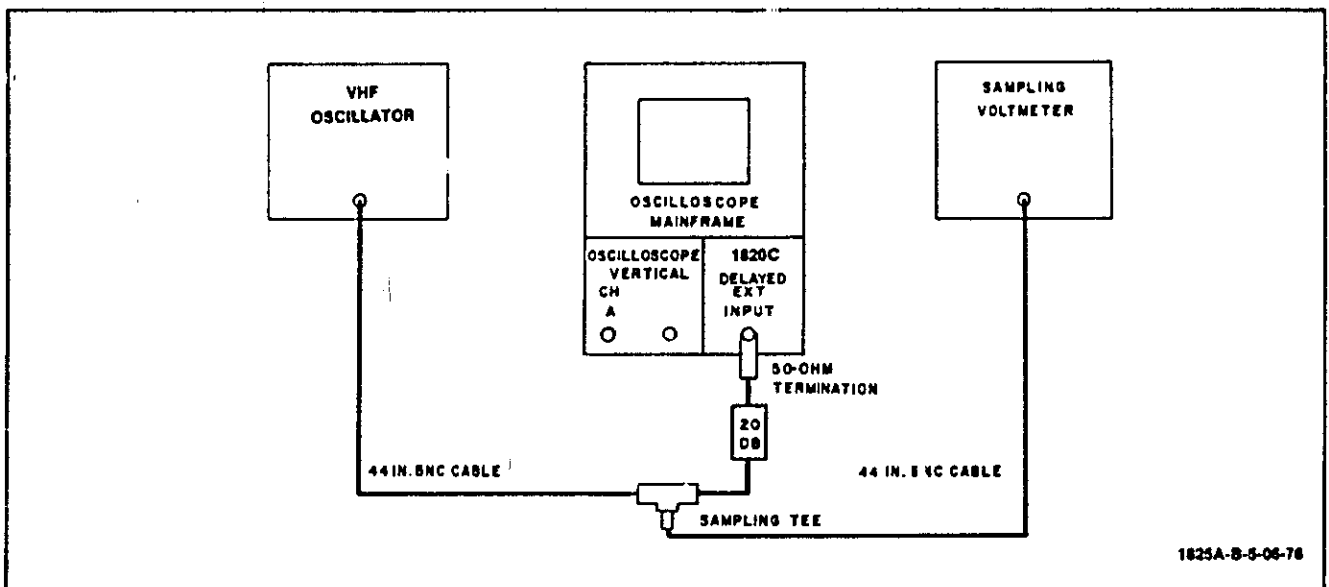 VHF
OSCILLATOR
OSCILLOSCOPE
MAINFRAME
OSCILLOSCOPE
VERTICAL
CH
A
1820C
DELAYED
EXT
INPUT
SAMPLING
VOLTMETER
50-OHM
TERMINATION
20
DB
44 IN. BNC CABLE
44 IN. BNC CABLE
SAMPLING TEE
1825A-B-5-06-76